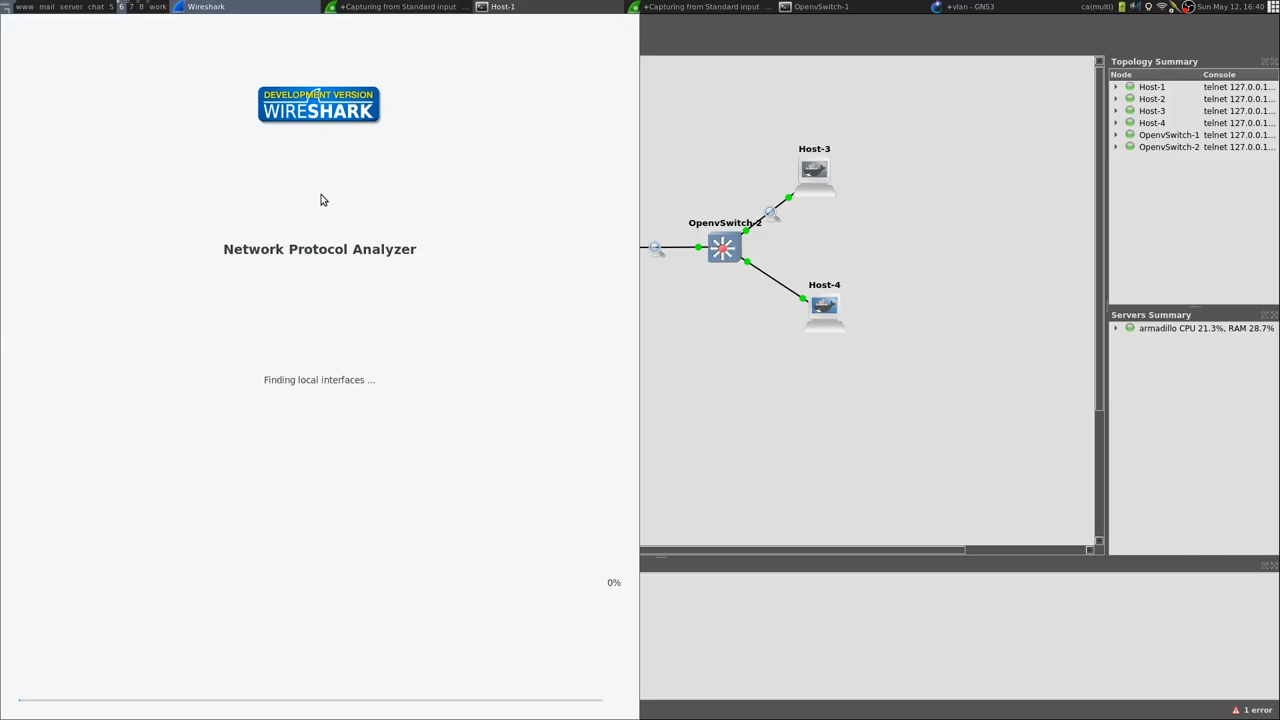 www mail server chat 5 6 7 8 work Wireshark +Capturing from Standard input ... Host-1 +Capturing from Standard input ... OpenvSwitch-1 +vlan - GNS3 ca(multi) Sun May 12, 16:40
DEVELOPMENT VERSION
WIRESHARK
Network Protocol Analyzer
Finding local interfaces ...
0%
Host-3
OpenvSwitch-2
Host-4
Topology Summary
Node Console
Host-1 telnet 127.0.0.1...
Host-2 telnet 127.0.0.1...
Host-3 telnet 127.0.0.1...
Host-4 telnet 127.0.0.1...
OpenvSwitch-1 telnet 127.0.0.1...
OpenvSwitch-2 telnet 127.0.0.1...
Servers Summary
armadillo CPU 21.3%, RAM 28.7%
1 error